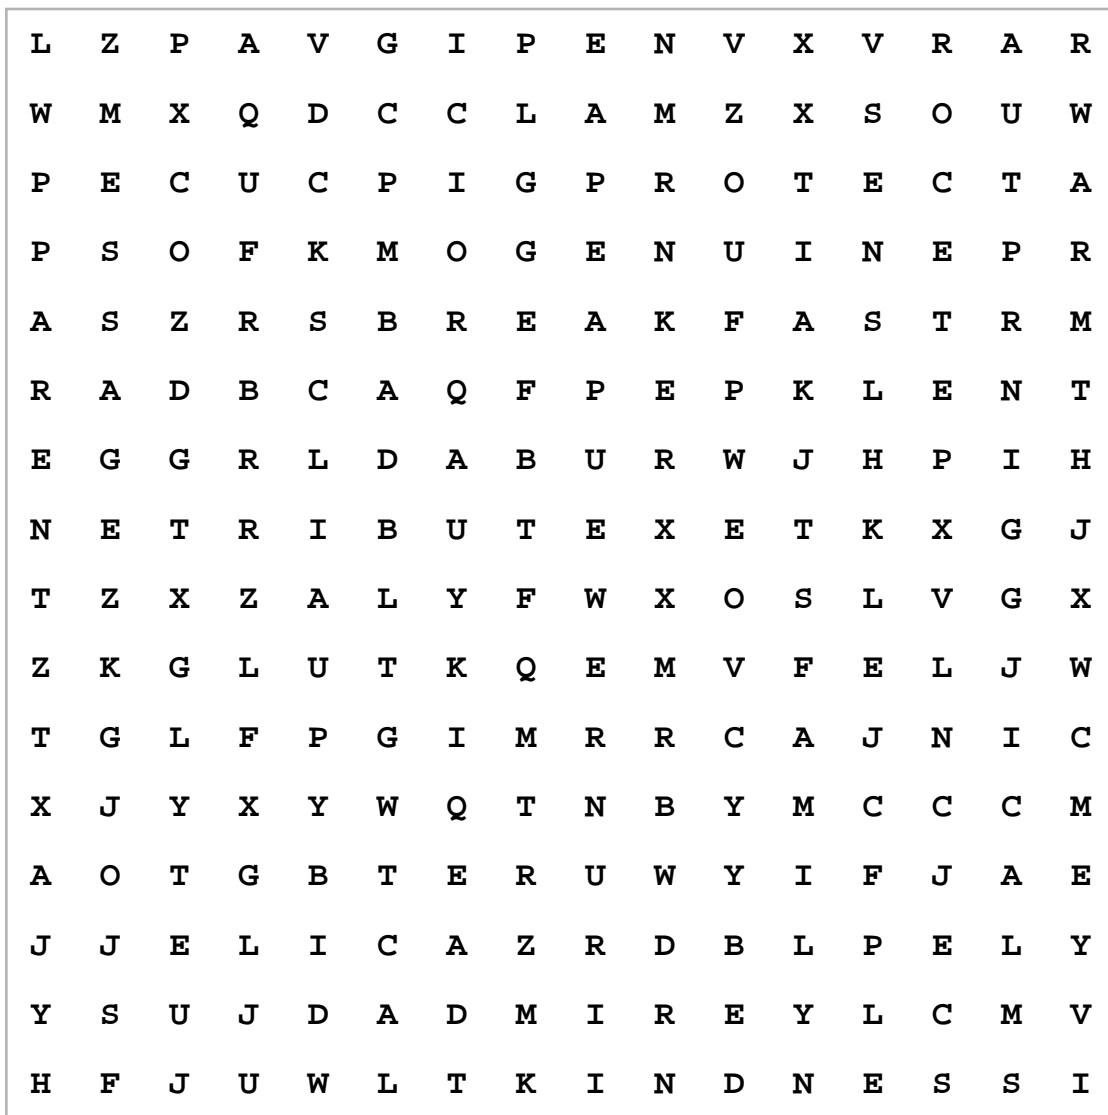 L Z P A V G I P E N V X V R A R
W M X Q D C C L A M Z X S O U W
P E C U C P I G P R O T E C T A
P S O F K M O G E N U I N E P R
A S Z R S B R E A K F A S T R M
R A D B C A Q F P E P K L E N T
E G G R L D A B U R W J H P I H
N E T R I B U T E X E T K X G J
T Z X Z A L Y F W X O S L V G X
Z K G L U T K Q E M V F E L J W
T G L F P G I M R R C A J N I C
X J Y X Y W Q T N B Y M C C C M
A O T G B T E R U W Y I F J A E
J J E L I C A Z R D B L P E L Y
Y S U J D A D M I R E Y L C M V
H F J U W L T K I N D N E S S I